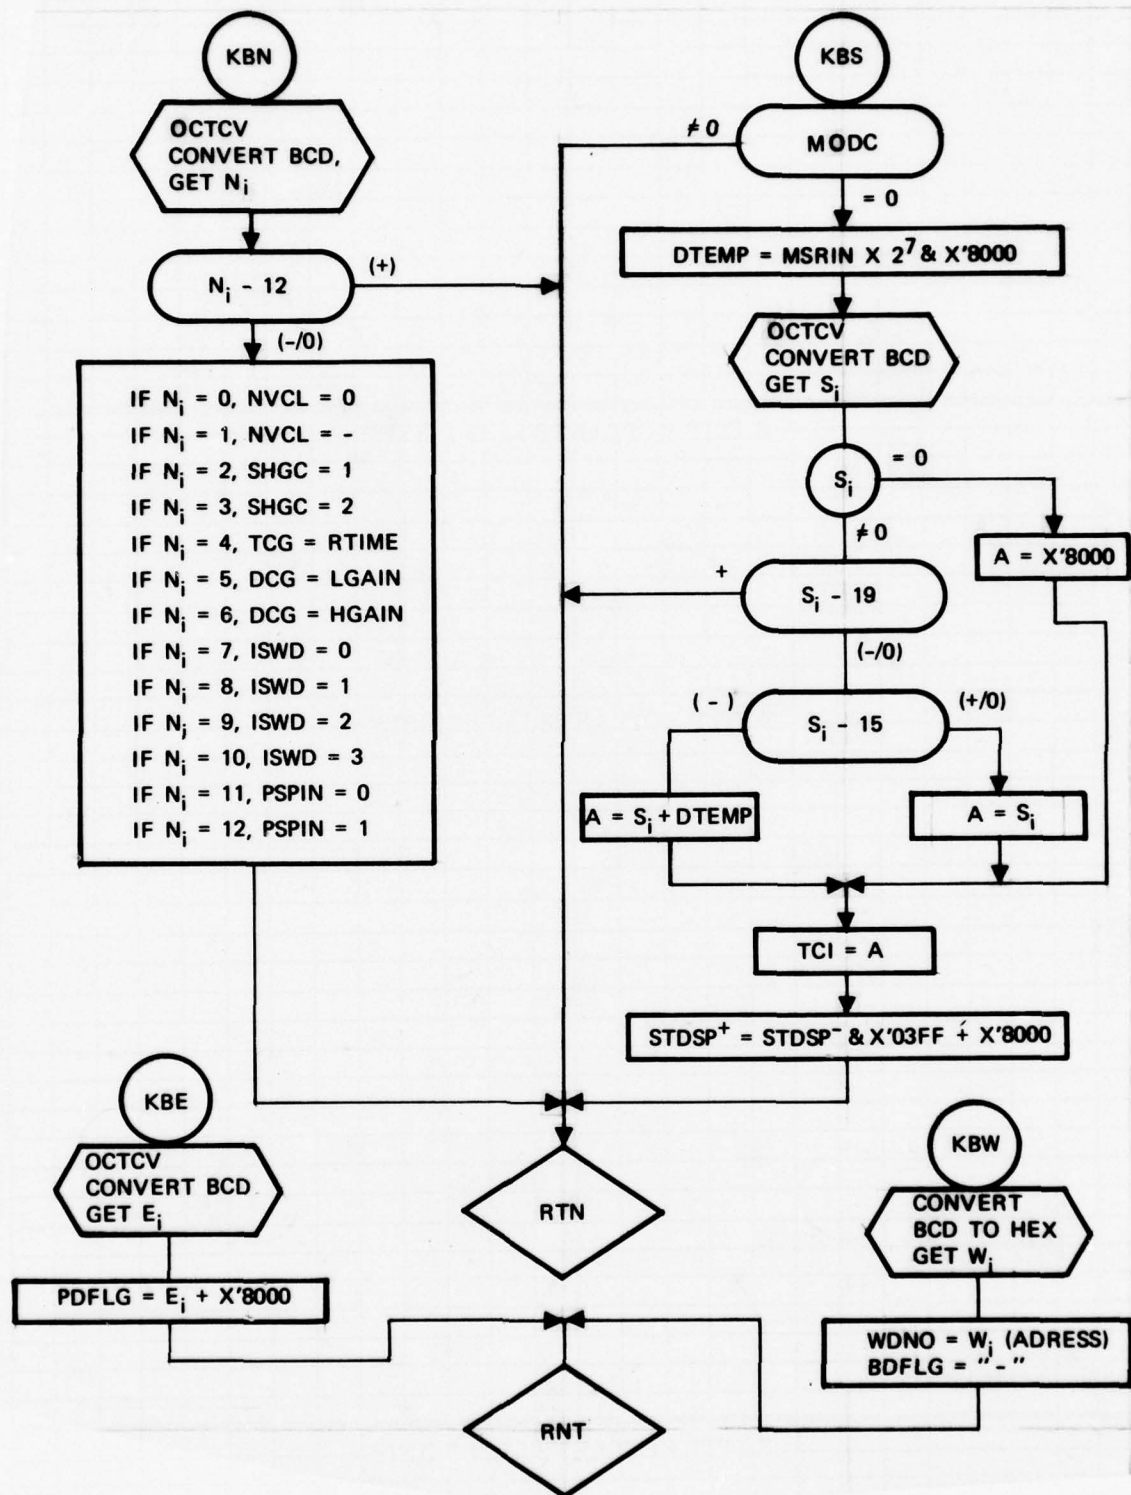 KBN
OCTCV
CONVERT BCD,
GET Ni
Ni - 12
(+)
(-/0)
IF Ni = 0, NVCL = 0
IF Ni = 1, NVCL = -
IF Ni = 2, SHGC = 1
IF Ni = 3, SHGC = 2
IF Ni = 4, TCG = RTIME
IF Ni = 5, DCG = LGAIN
IF Ni = 6, DCG = HGAIN
IF Ni = 7, ISWD = 0
IF Ni = 8, ISWD = 1
IF Ni = 9, ISWD = 2
IF Ni = 10, ISWD = 3
IF Ni = 11, PSPIN = 0
IF Ni = 12, PSPIN = 1
KBS
≠ 0
MODC
= 0
DTEMP = MSRIN X 2^7 & X'8000
OCTCV
CONVERT BCD
GET Si
Si
= 0
≠ 0
A = X'8000
+
Si - 19
(-/0)
( - )
Si - 15
(+/0)
A = Si + DTEMP
A = Si
TCI = A
STDSP+ = STDSP- & X'03FF + X'8000
KBE
OCTCV
CONVERT BCD
GET Ei
PDFLG = Ei + X'8000
RTN
KBW
CONVERT
BCD TO HEX
GET Wi
WDNO = Wi (ADRESS)
BDFLG = "-"
RNT